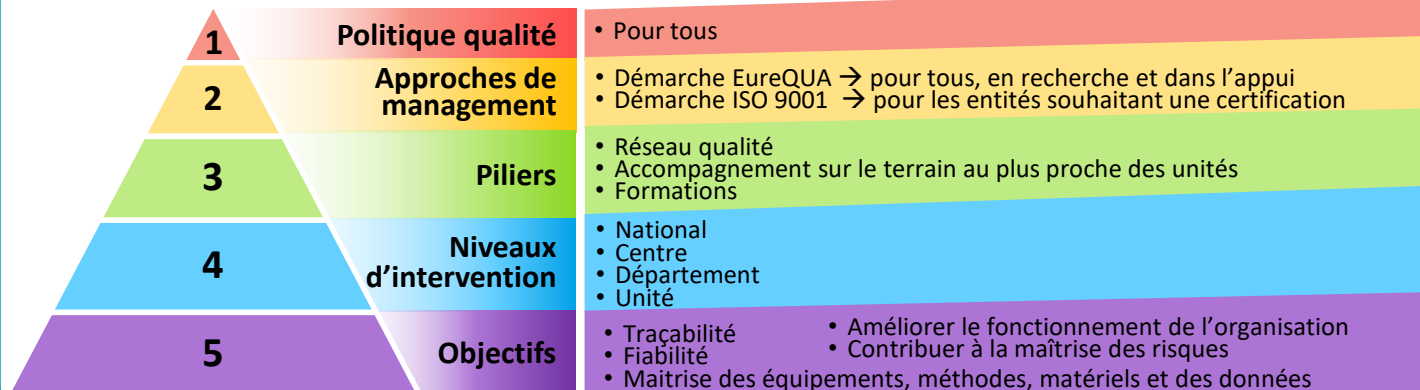 1
Politique qualité
• Pour tous
2
Approches de
management
• Démarche EureQUA → pour tous, en recherche et dans l'appui
• Démarche ISO 9001 → pour les entités souhaitant une certification
3
Piliers
• Réseau qualité
• Accompagnement sur le terrain au plus proche des unités
• Formations
4
Niveaux
d'intervention
• National
• Centre
• Département
• Unité
5
Objectifs
• Traçabilité
• Fiabilité
• Améliorer le fonctionnement de l'organisation
• Contribuer à la maîtrise des risques
• Maitrise des équipements, méthodes, matériels et des données